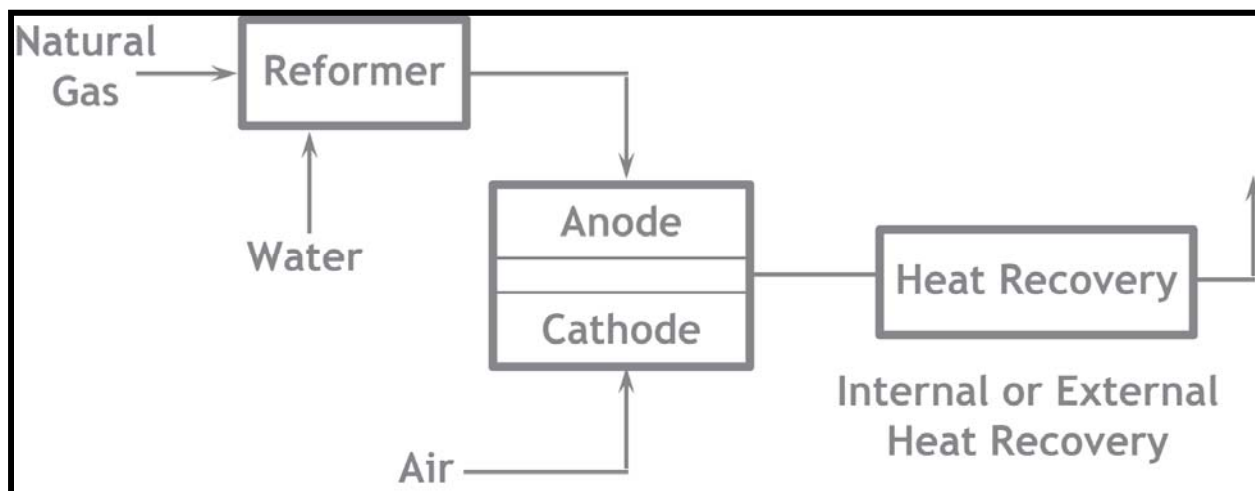 Natural
Gas
Reformer
Water
Anode
Cathode
Air
Heat Recovery
Internal or External
Heat Recovery